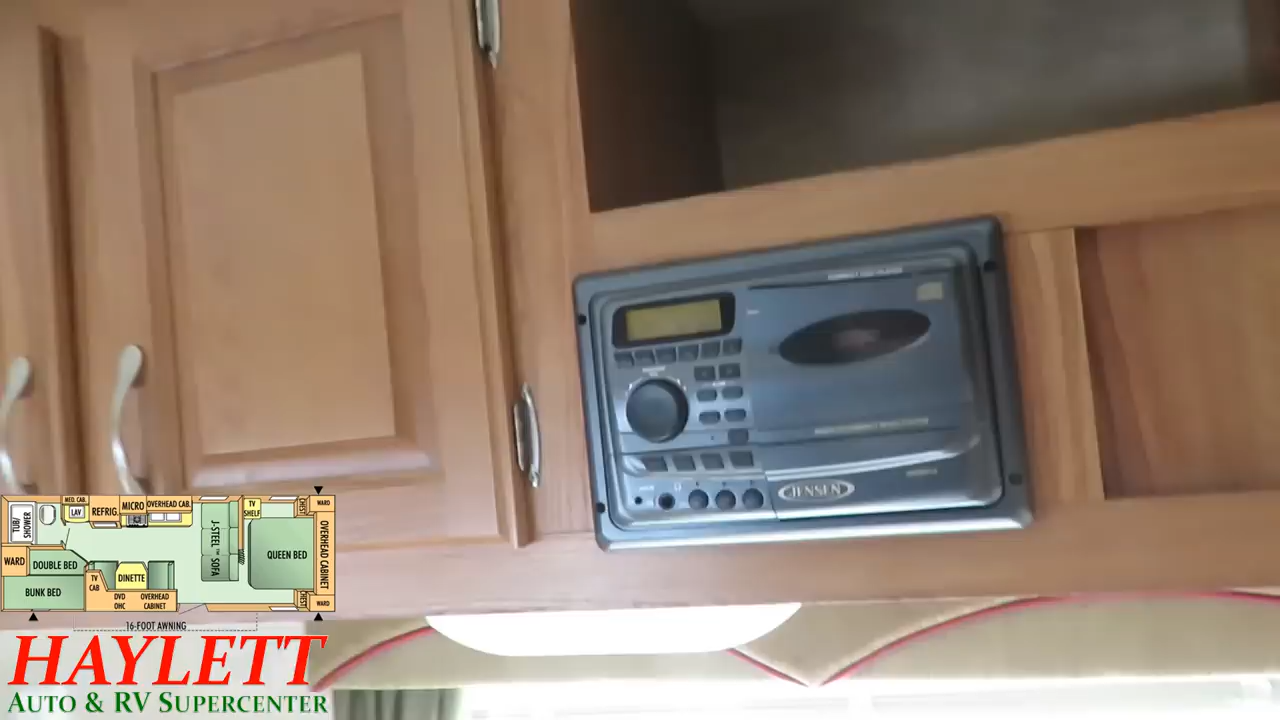 JENSEN
MED. CAB.
LAV
REFRIG.
MICRO
OVERHEAD CAB.
TUB/
SHOWER
J-STEEL™ SOFA
TV
SHELF
CHEST
WARD
WARD
DOUBLE BED
TV
CAB
DINETTE
QUEEN BED
OVERHEAD CABINET
BUNK BED
DVD
OHC
OVERHEAD
CABINET
CHEST
WARD
16-FOOT AWNING
HAYLETT
AUTO & RV SUPERCENTER